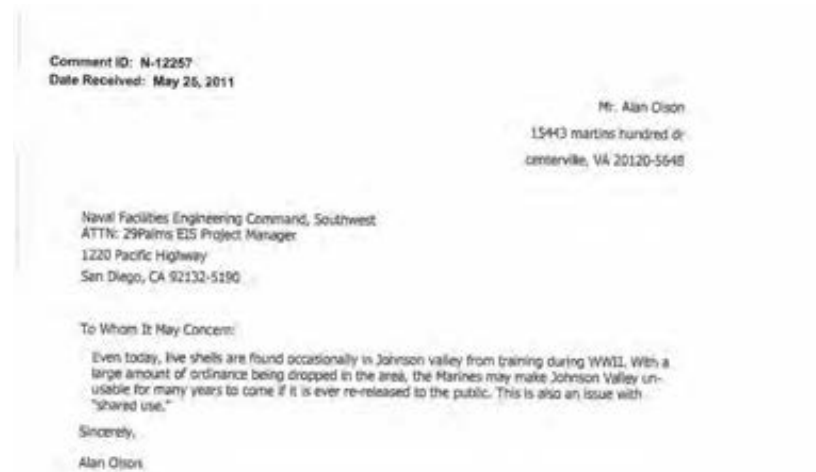 Comment ID: N-12257
Date Received: May 25, 2011
Mr. Alan Olson
15443 martins hundred dr
centerville, VA 20120-5648
Naval Facilities Engineering Command, Southwest
ATTN: 29Palms EIS Project Manager
1220 Pacific Highway
San Diego, CA 92132-5190
To Whom It May Concern:
Even today, live shells are found occasionally in Johnson valley from training during WWII. With a
large amount of ordinance being dropped in the area, the Marines may make Johnson Valley un-
usable for many years to come if it is ever re-released to the public. This is also an issue with
"shared use."
Sincerely,
Alan Olson